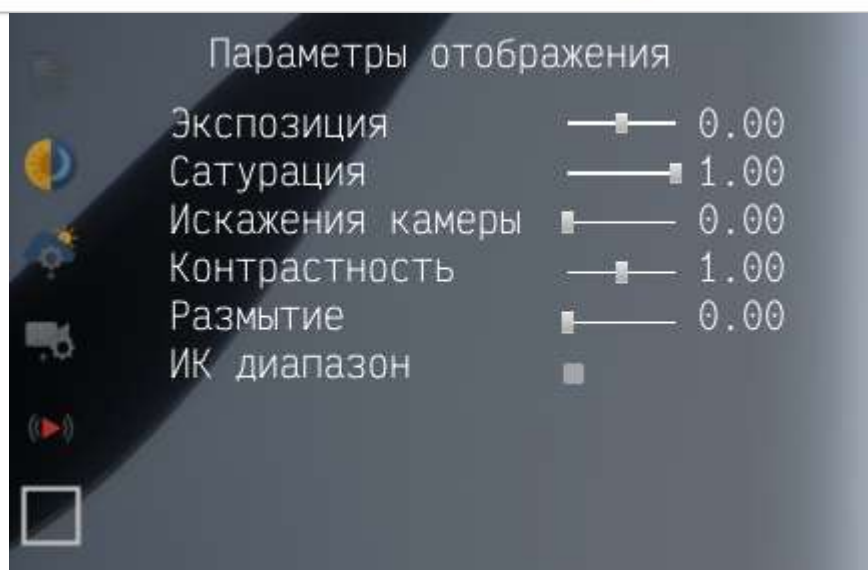 Параметры отображения
Экспозиция 0.00
Сатурация 1.00
Искажения камеры 0.00
Контрастность 1.00
Размытие 0.00
ИК диапазон